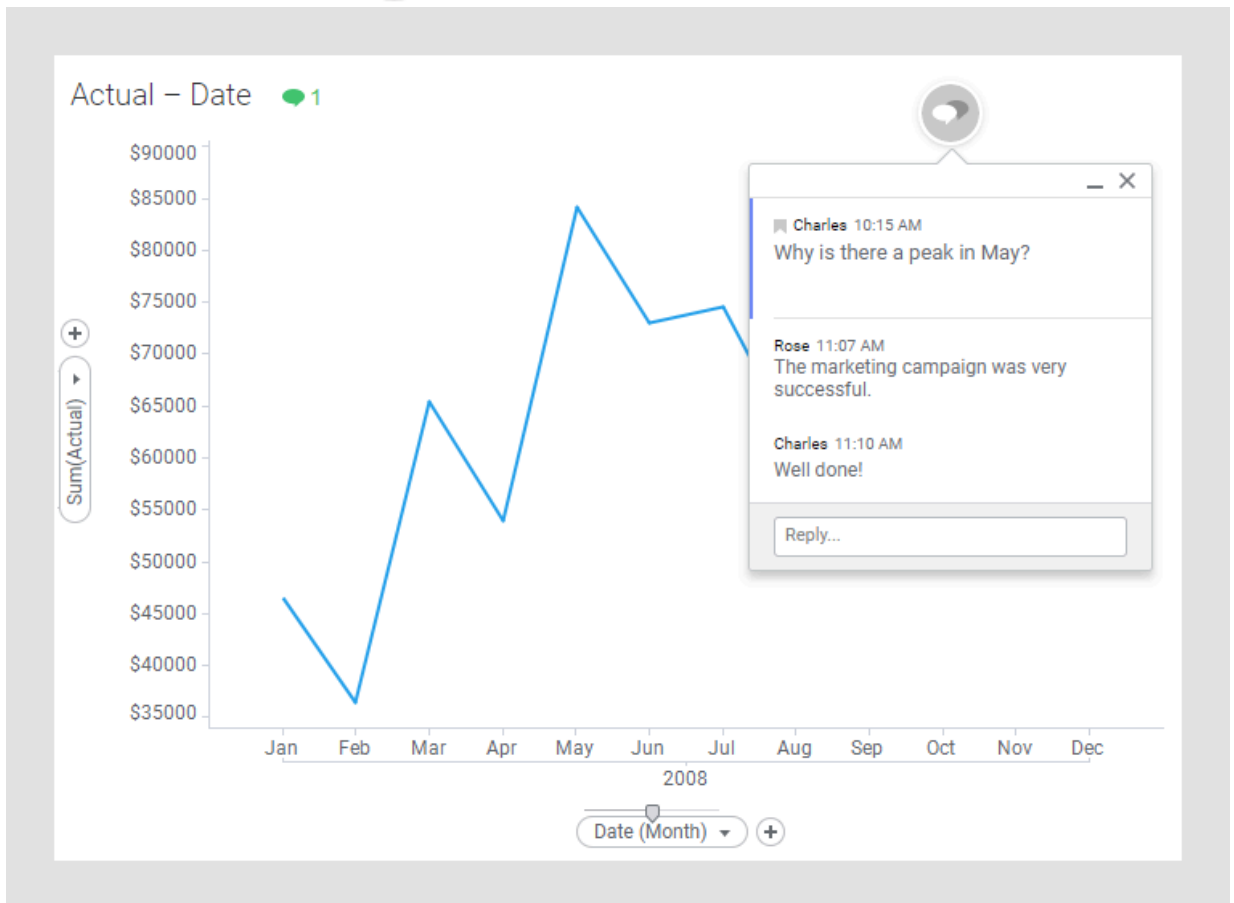 Actual – Date 1
$90000
$85000
$80000
$75000
$70000
$65000
$60000
$55000
$50000
$45000
$40000
$35000
Sum(Actual)
Jan Feb Mar Apr May Jun Jul Aug Sep Oct Nov Dec
2008
Date (Month)
Charles 10:15 AM
Why is there a peak in May?
Rose 11:07 AM
The marketing campaign was very
successful.
Charles 11:10 AM
Well done!
Reply...